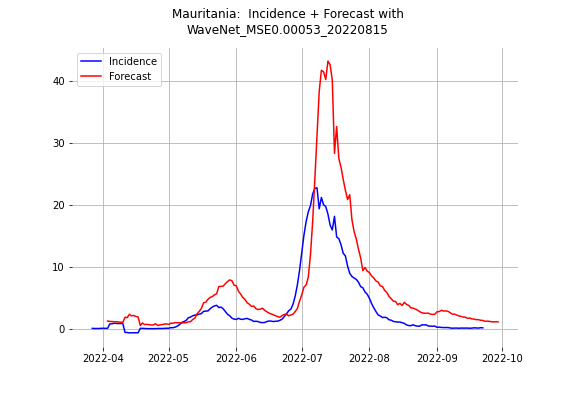 Mauritania:  Incidence + Forecast with
WaveNet_MSE0.00053_20220815
Incidence
Forecast
40
30
20
10
0
2022-04 2022-05 2022-06 2022-07 2022-08 2022-09 2022-10